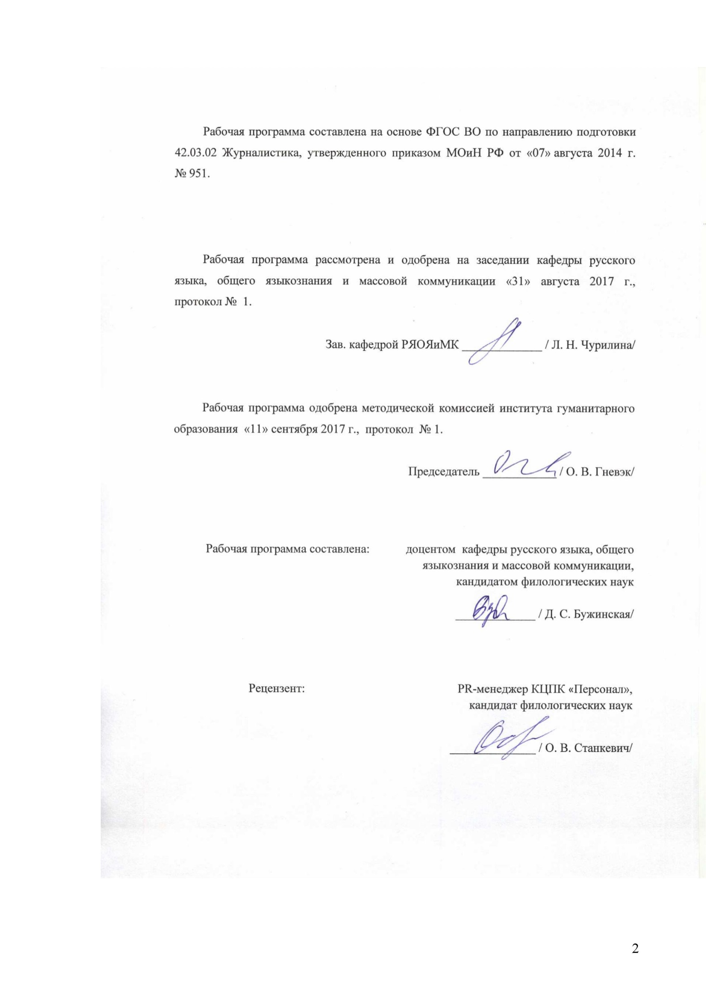 Рабочая программа составлена на основе ФГОС ВО по направлению подготовки
42.03.02 Журналистика, утвержденного приказом МОиН РФ от «07» августа 2014 г.
№ 951.
Рабочая программа рассмотрена и одобрена на заседании кафедры русского
языка, общего языкознания и массовой коммуникации «31» августа 2017 г.,
протокол № 1.
Зав. кафедрой РЯОЯиМК ____________ / Л. Н. Чурилина/
Рабочая программа одобрена методической комиссией института гуманитарного
образования «11» сентября 2017 г., протокол № 1.
Председатель ____________ / О. В. Гневэк/
Рабочая программа составлена: доцентом кафедры русского языка, общего
языкознания и массовой коммуникации,
кандидатом филологических наук
____________ / Д. С. Бужинская/
Рецензент: PR-менеджер КЦПК «Персонал»,
кандидат филологических наук
____________ / О. В. Станкевич/
2